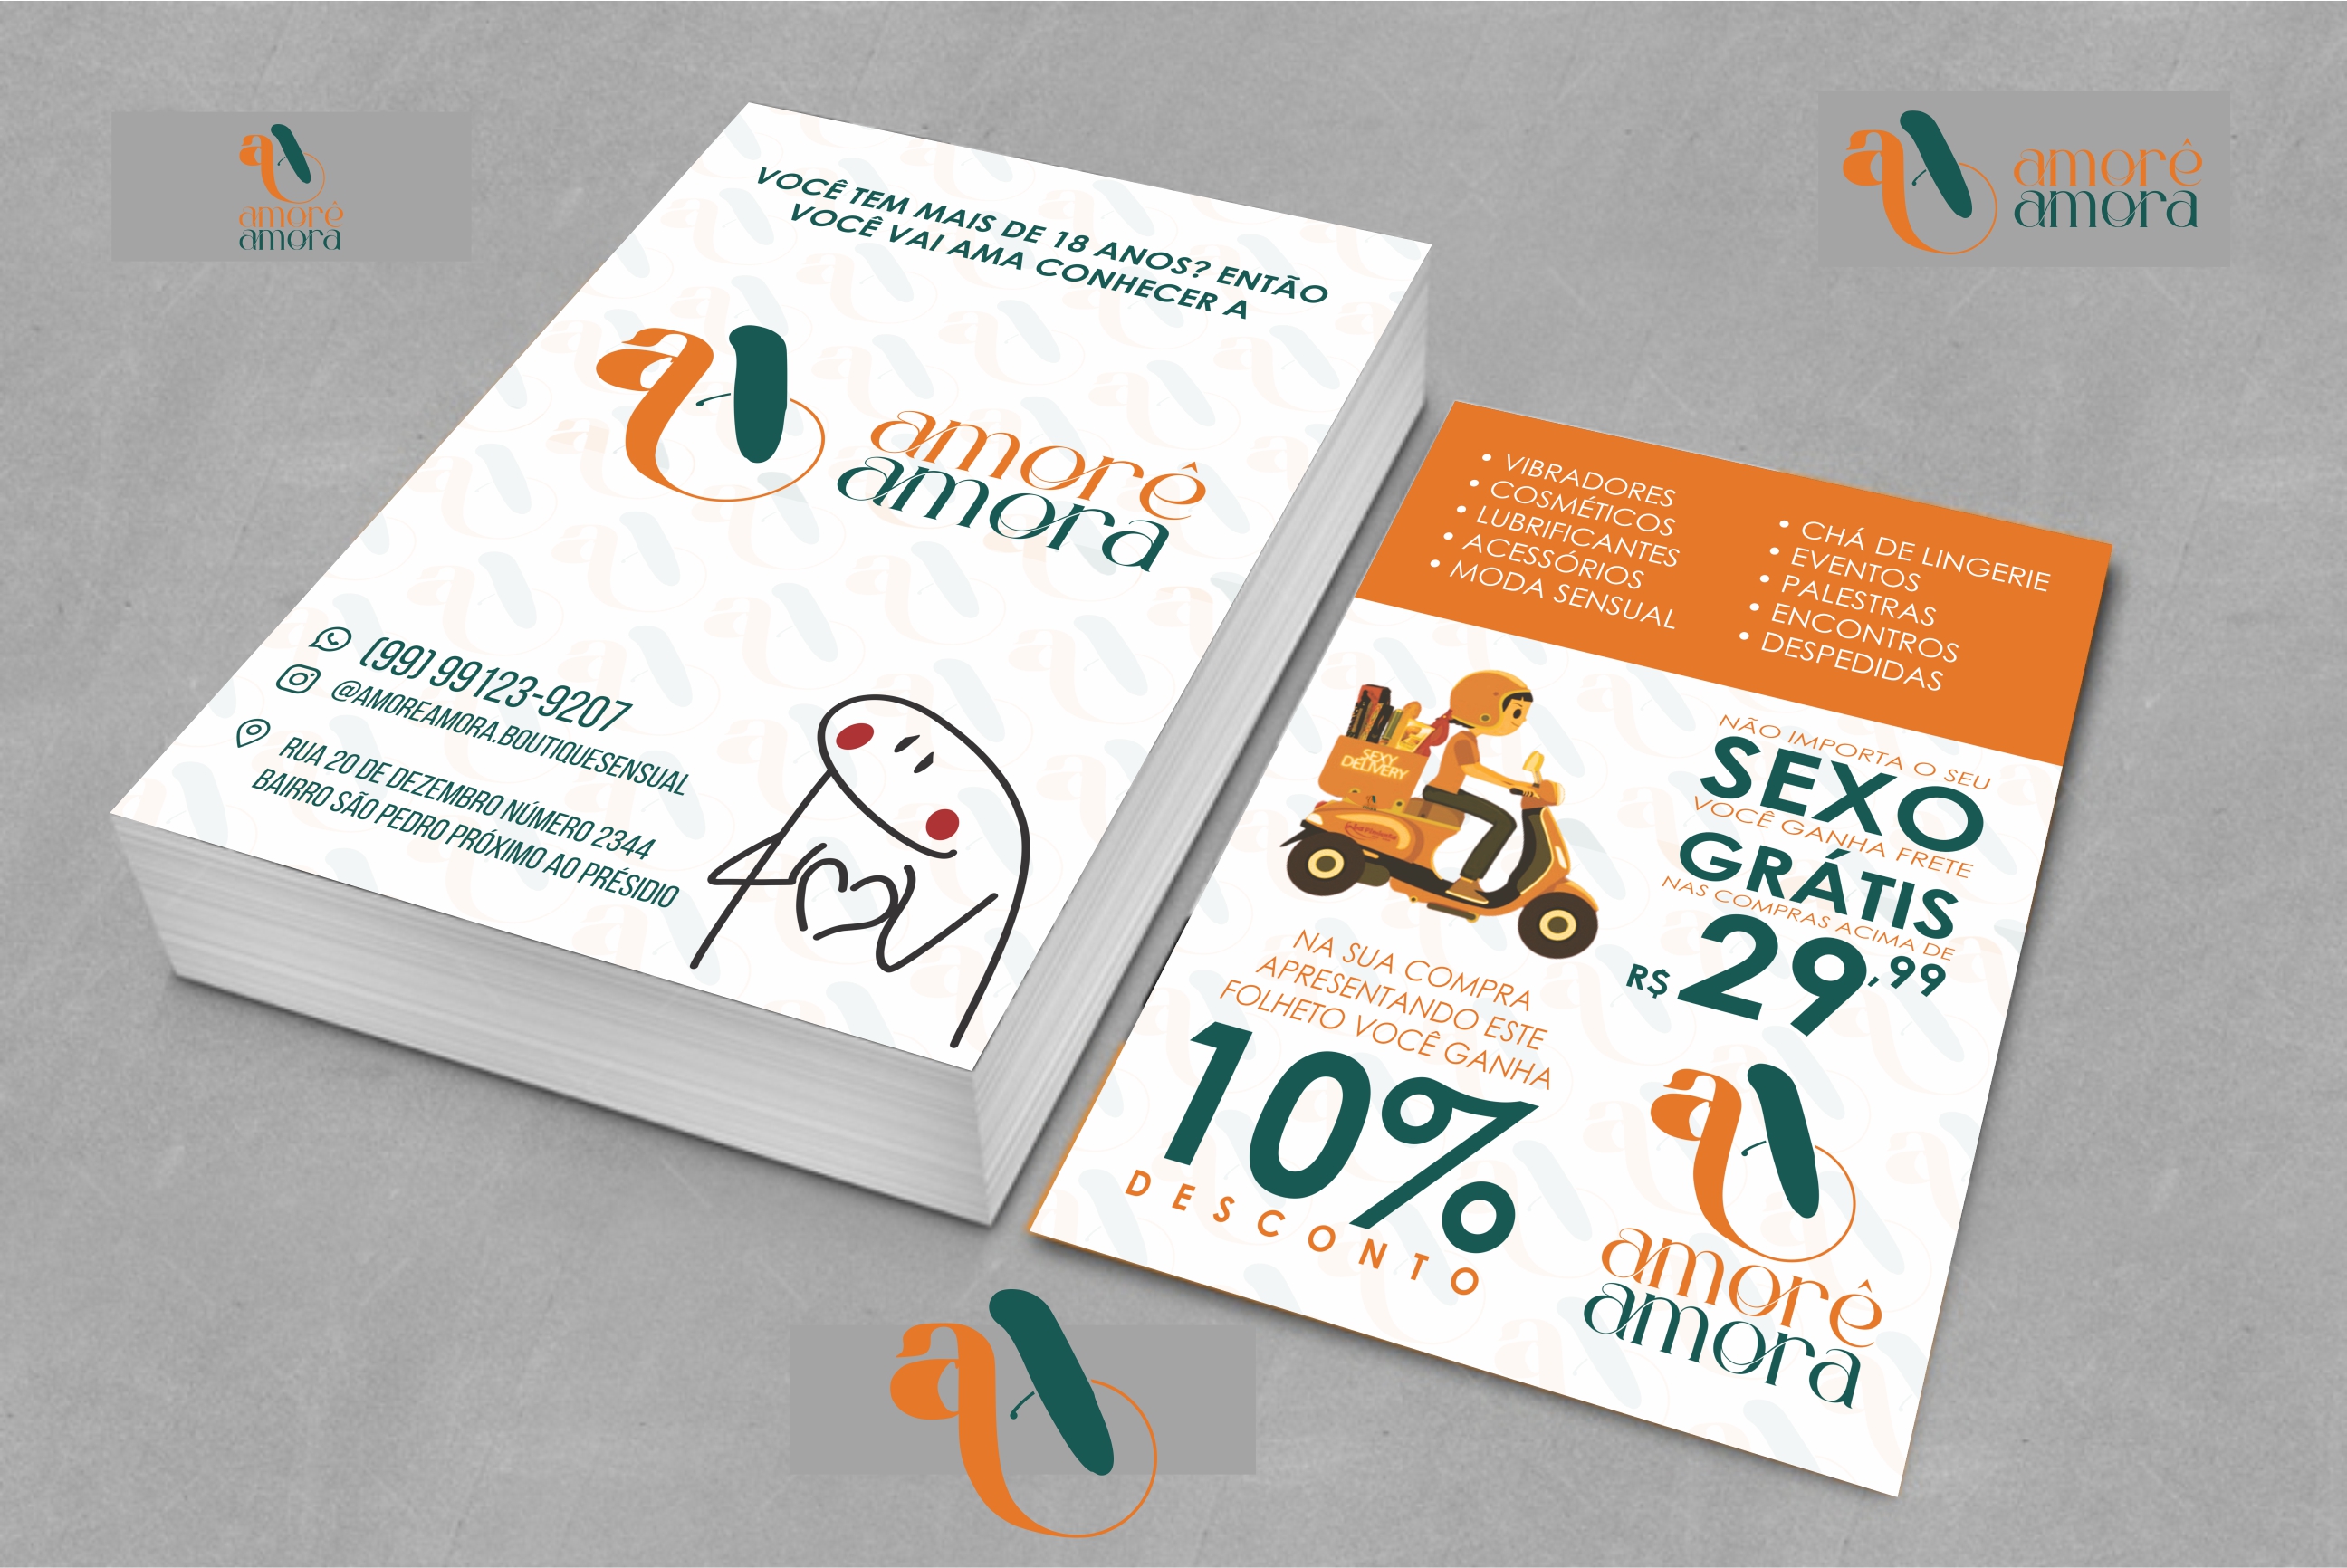 amorê
amora
amorê
amora
VOCÊ TEM MAIS DE 18 ANOS? ENTÃO
VOCÊ VAI AMA CONHECER A
amorê
amora
(99) 99123-9207
@AMOREAMORA.BOUTIQUESENSUAL
RUA 20 DE DEZEMBRO NÚMERO 2344
BAIRRO SÃO PEDRO PRÓXIMO AO PRÉSIDIO
• VIBRADORES
• COSMÉTICOS
• LUBRIFICANTES
• ACESSÓRIOS
• MODA SENSUAL
• CHÁ DE LINGERIE
• EVENTOS
• PALESTRAS
• ENCONTROS
• DESPEDIDAS
SEXY
DELIVERY
NÃO IMPORTA O SEU
SEXO
VOCÊ GANHA FRETE
GRÁTIS
NAS COMPRAS ACIMA DE
R$ 29,99
NA SUA COMPRA
APRESENTANDO ESTE
FOLHETO VOCÊ GANHA
10%
DESCONTO
amorê
amora